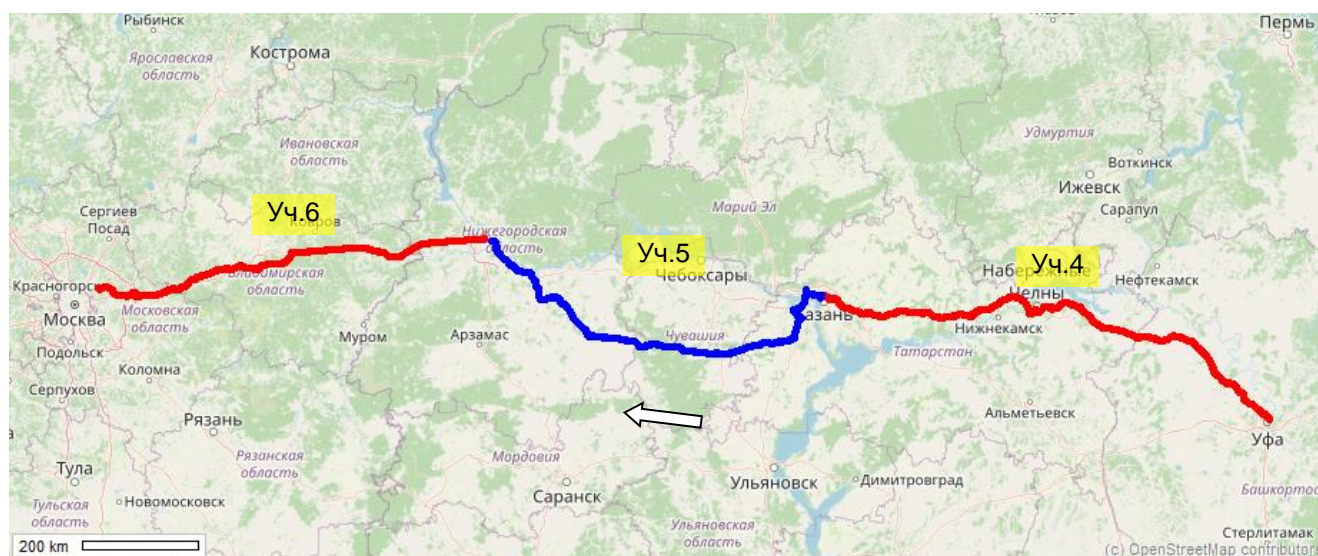 Рыбинск
Пермь
Кострома
Ярославская
область
Удмуртия
Воткинск
Ивановская
область
Ижевск
Сергиев
Посад
Уч.6
Марий Эл
Сарапул
Ковров
Нижегородская
область
Уч.5
Чебоксары
Уч.4
Набережные
Челны
Нефтекамск
Красногорск
Владимирская
область
Москва
Московская
область
Казань
Нижнекамск
Муром
Арзамас
Чувашия
Подольск
Татарстан
Коломна
Серпухов
Альметьевск
Рязань
Уфа
Рязанская
область
Мордовия
Тула
Ульяновск
Димитровград
Саранск
Башкортос
Тульская
область
Новомосковск
Ульяновская
область
Стерлитамак
200 km
(c) OpenStreetMap contributors